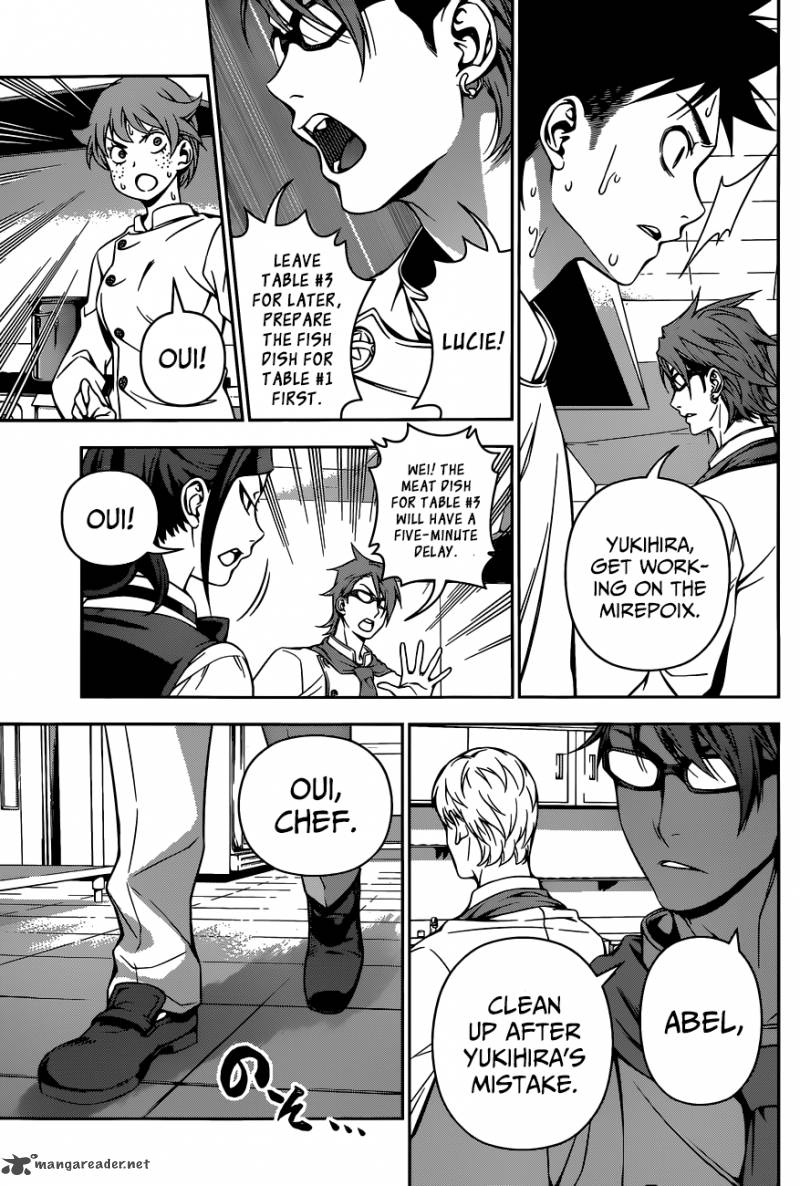 YUKIHIRA,
GET WORK-
ING ON THE
MIREPOIX.
LUCIE!
LEAVE
TABLE #3
FOR LATER,
PREPARE
THE FISH
DISH FOR
TABLE #1
FIRST.
OUI!
WEI! THE
MEAT DISH
FOR TABLE #3
WILL HAVE A
FIVE-MINUTE
DELAY.
OUI!
ABEL,
CLEAN
UP AFTER
YUKIHIRA'S
MISTAKE.
OUI,
CHEF.
のそ…
mangareader.net